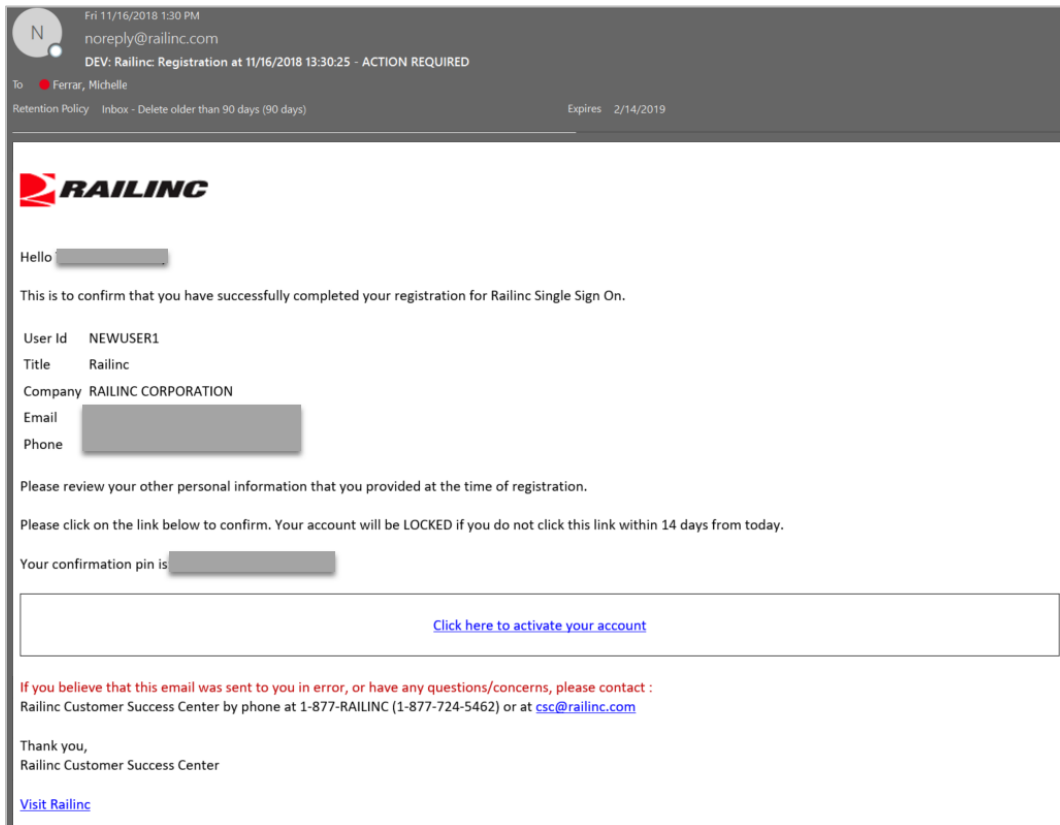 N
Fri 11/16/2018 1:30 PM
noreply@railinc.com
DEV: Railinc: Registration at 11/16/2018 13:30:25 - ACTION REQUIRED
To Ferrar, Michelle
Retention Policy Inbox - Delete older than 90 days (90 days) Expires 2/14/2019
RAILINC
Hello
This is to confirm that you have successfully completed your registration for Railinc Single Sign On.
User Id NEWUSER1
Title Railinc
Company RAILINC CORPORATION
Email
Phone
Please review your other personal information that you provided at the time of registration.
Please click on the link below to confirm. Your account will be LOCKED if you do not click this link within 14 days from today.
Your confirmation pin is
Click here to activate your account
If you believe that this email was sent to you in error, or have any questions/concerns, please contact :
Railinc Customer Success Center by phone at 1-877-RAILINC (1-877-724-5462) or at csc@railinc.com
Thank you,
Railinc Customer Success Center
Visit Railinc